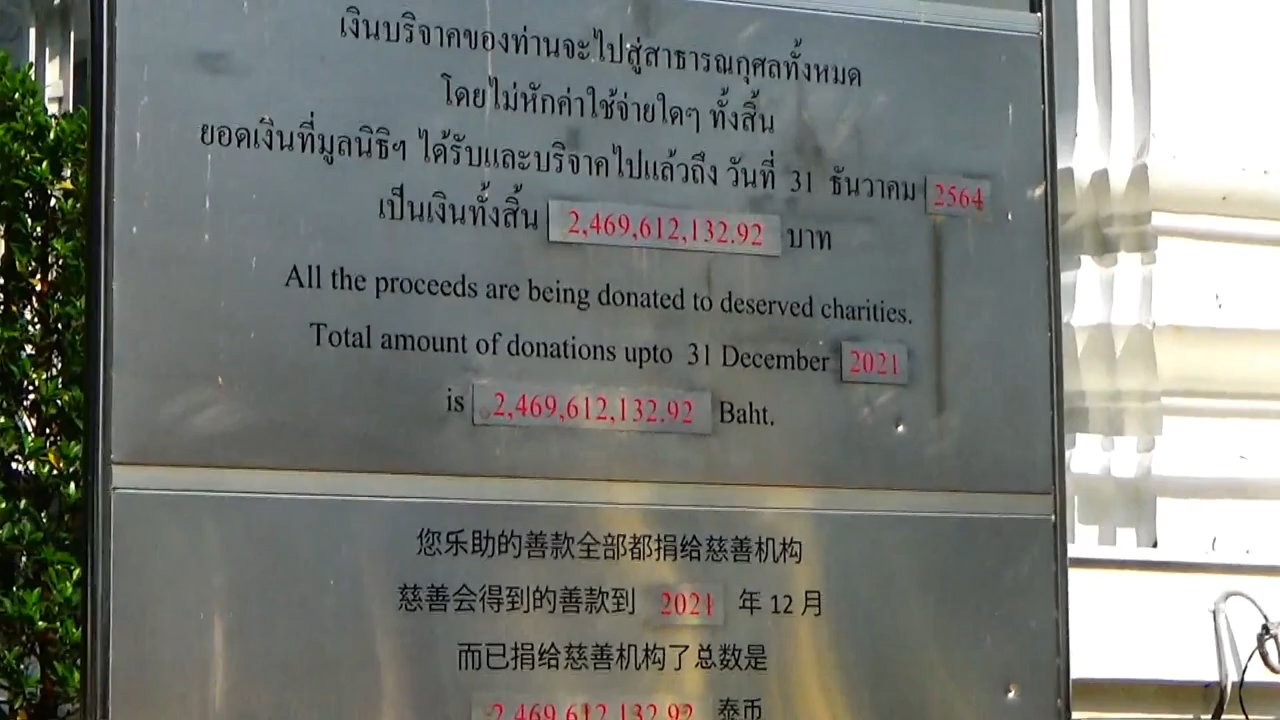 เงินบริจาคของท่านจะไปสู่สาธารณกุศลทั้งหมด
โดยไม่หักค่าใช้จ่ายใดๆ ทั้งสิ้น
ยอดเงินที่มูลนิธิฯ ได้รับและบริจาคไปแล้วถึง วันที่ 31 ธันวาคม 2564
เป็นเงินทั้งสิ้น 2,469,612,132.92 บาท
All the proceeds are being donated to deserved charities.
Total amount of donations upto 31 December 2021
is 2,469,612,132.92 Baht.
您乐助的善款全部都捐给慈善机构
慈善会得到的善款到 2021 年 12 月
而已捐给慈善机构了总数是
2,469,612,132.92 泰币